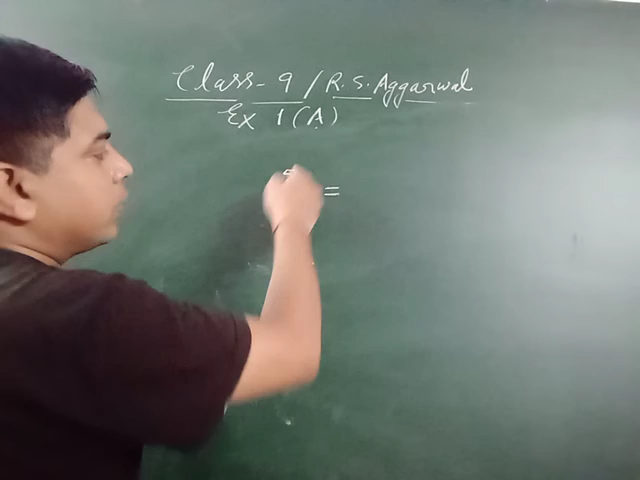 Class-9 / R.S. Aggarwal
Ex 1(A)
=